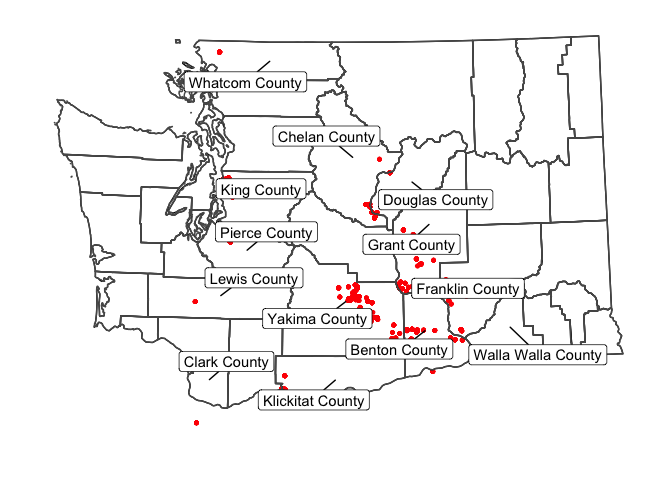 Whatcom County
Chelan County
King County
Douglas County
Pierce County
Grant County
Lewis County
Franklin County
Yakima County
Benton County
Walla Walla County
Clark County
Klickitat County